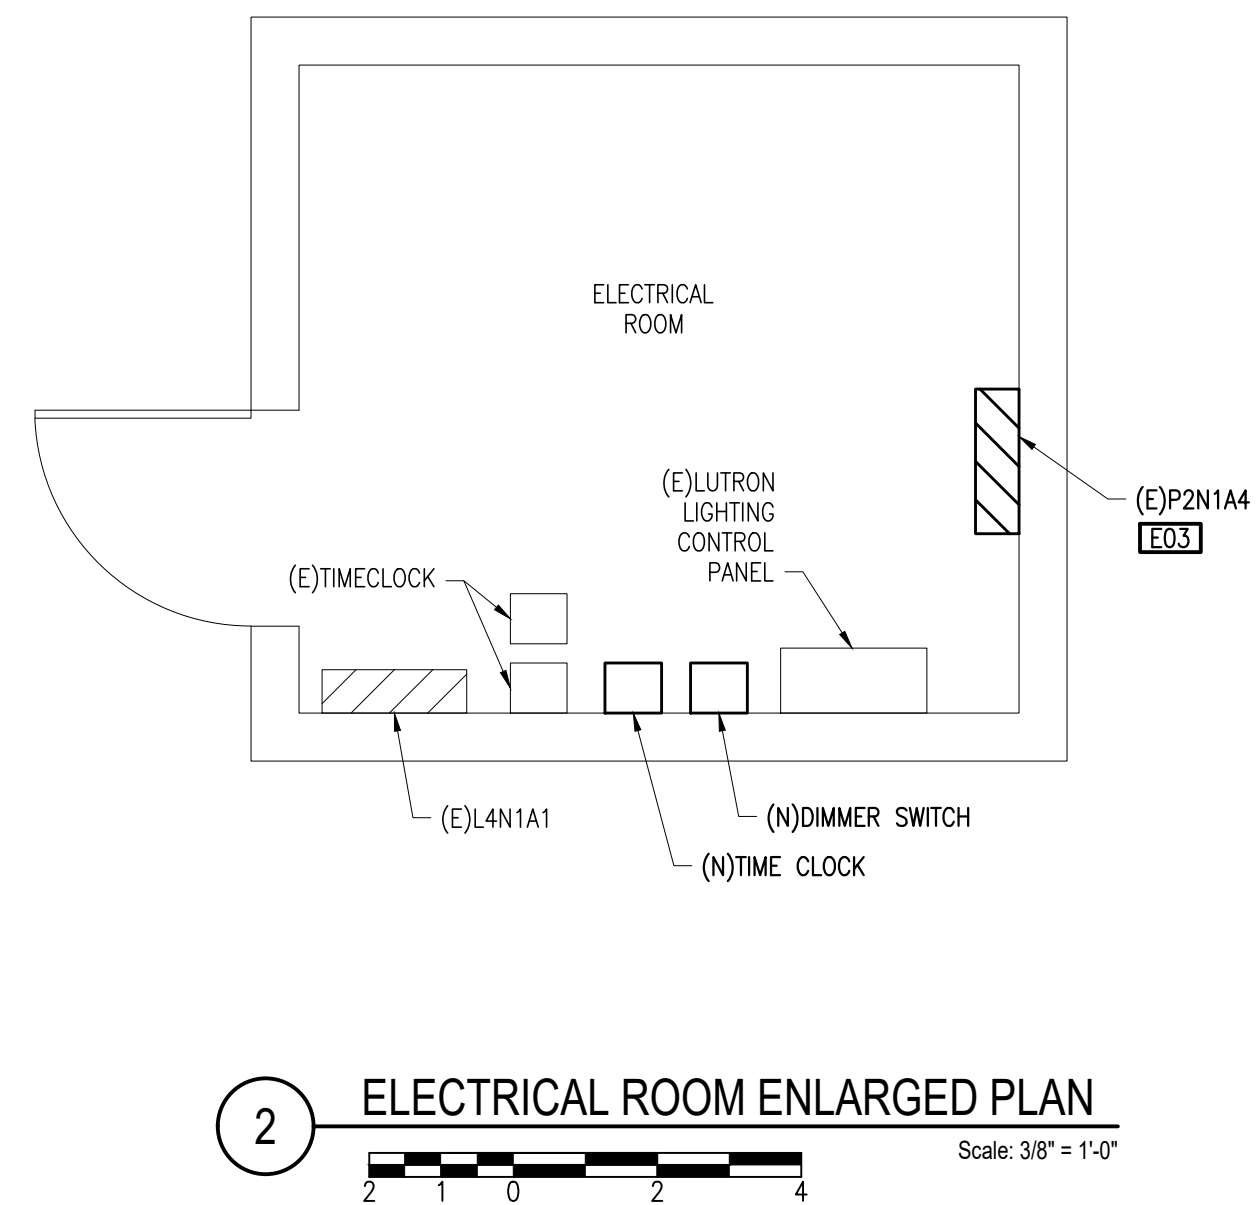 ELECTRICAL
ROOM
(E)LUTRON
LIGHTING
CONTROL
PANEL
(E)P2N1A4
E03
(E)TIMECLOCK
(E)L4N1A1
(N)DIMMER SWITCH
(N)TIME CLOCK
2
ELECTRICAL ROOM ENLARGED PLAN
Scale: 3/8" = 1'-0"
2 1 0 2 4